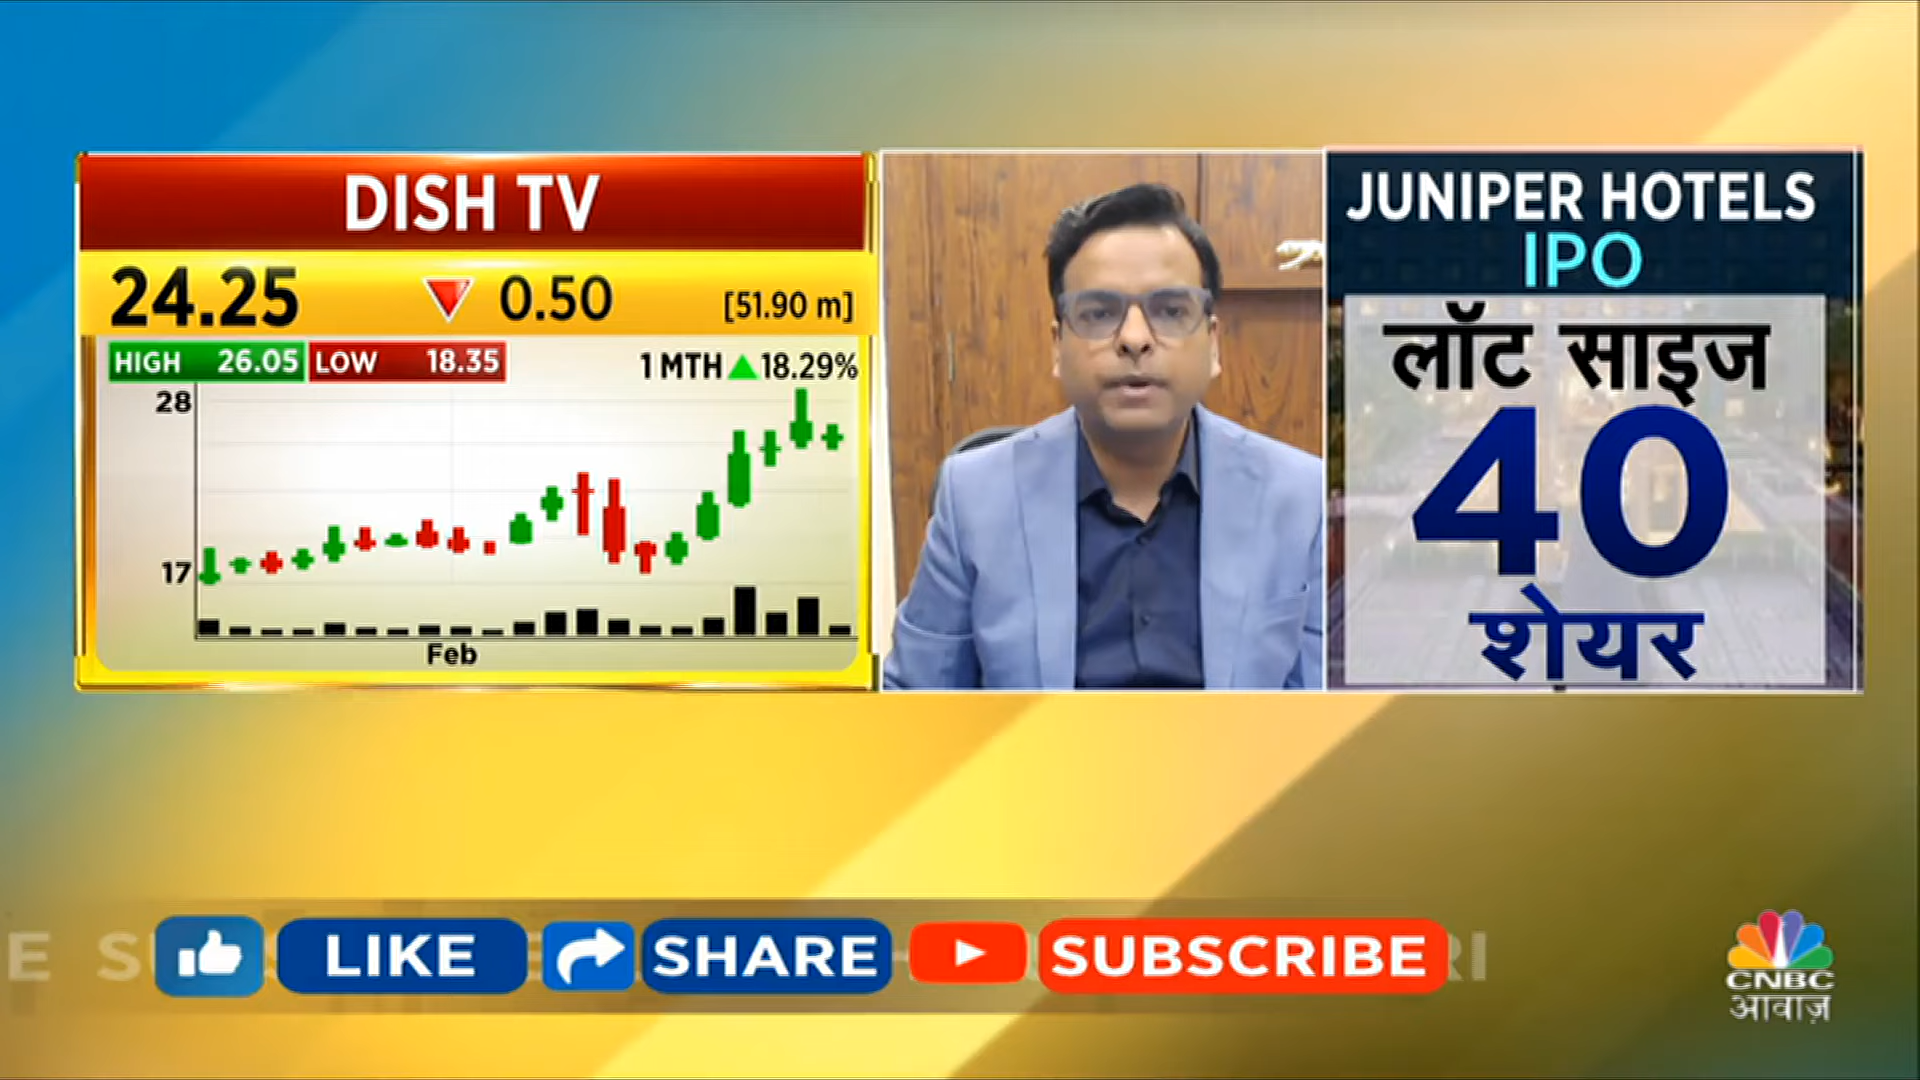 DISH TV
24.25 0.50 [51.90 m]
HIGH 26.05 LOW 18.35 1 MTH 18.29%
28
17
Feb
JUNIPER HOTELS
IPO
लॉट साइज
40
शेयर
LIKE SHARE SUBSCRIBE
CNBC
आवाज़